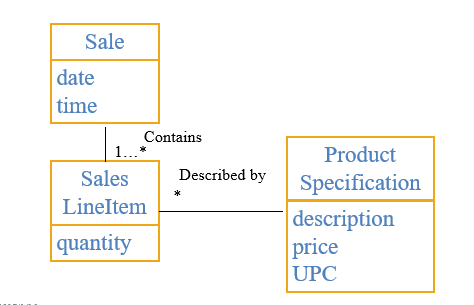 Sale
date
time
Contains
1...*
Sales
LineItem
quantity
Described by
*
Product
Specification
description
price
UPC